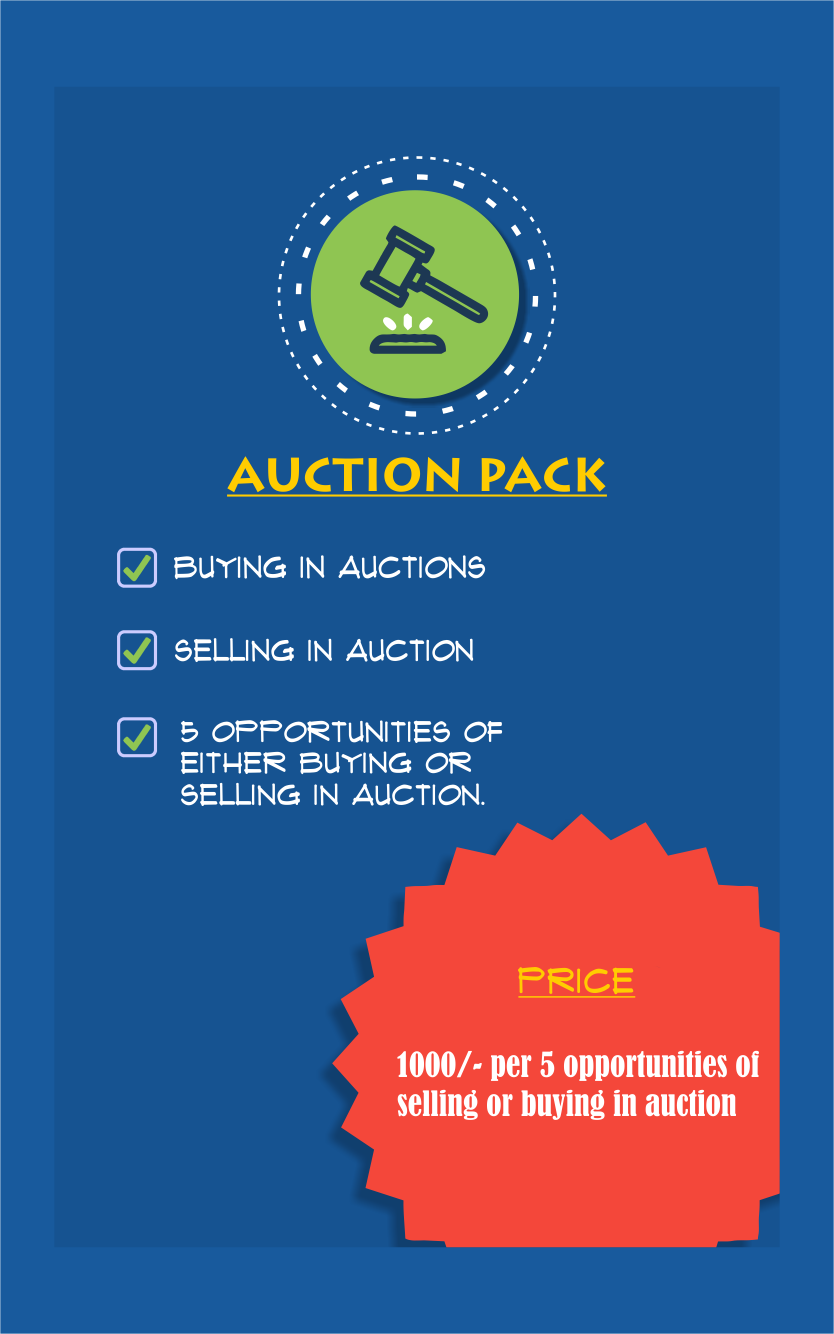 AUCTION PACK
BUYING IN AUCTIONS
SELLING IN AUCTION
5 OPPORTUNITIES OF
EITHER BUYING OR
SELLING IN AUCTION.
PRICE
1000/- per 5 opportunities of
selling or buying in auction